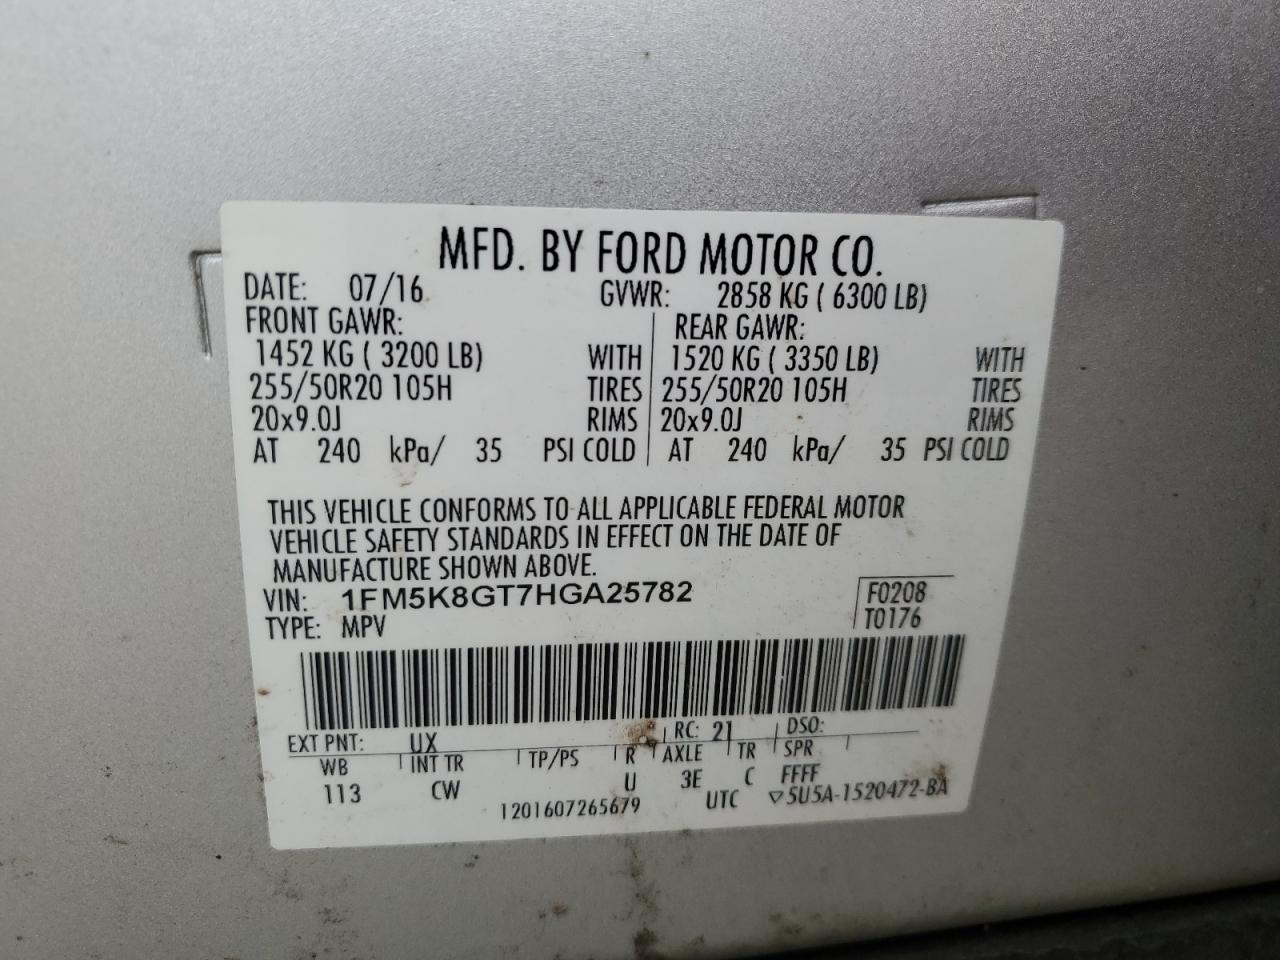 MFD. BY FORD MOTOR CO.
DATE: 07/16 GVWR: 2858 KG ( 6300 LB)
FRONT GAWR: REAR GAWR:
1452 KG ( 3200 LB) WITH 1520 KG ( 3350 LB) WITH
255/50R20 105H TIRES 255/50R20 105H TIRES
20x9.0J RIMS 20x9.0J RIMS
AT 240 kPa/ 35 PSI COLD AT 240 kPa/ 35 PSI COLD
THIS VEHICLE CONFORMS TO ALL APPLICABLE FEDERAL MOTOR
VEHICLE SAFETY STANDARDS IN EFFECT ON THE DATE OF
MANUFACTURE SHOWN ABOVE.
VIN: 1FM5K8GT7HGA25782 F0208
TYPE: MPV T0176
EXT PNT: UX RC: 21 DSO:
WB INT TR TP/PS R AXLE TR SPR
113 CW U 3E C FFFF
1201607265679 UTC ▽5U5A-1520472-BA